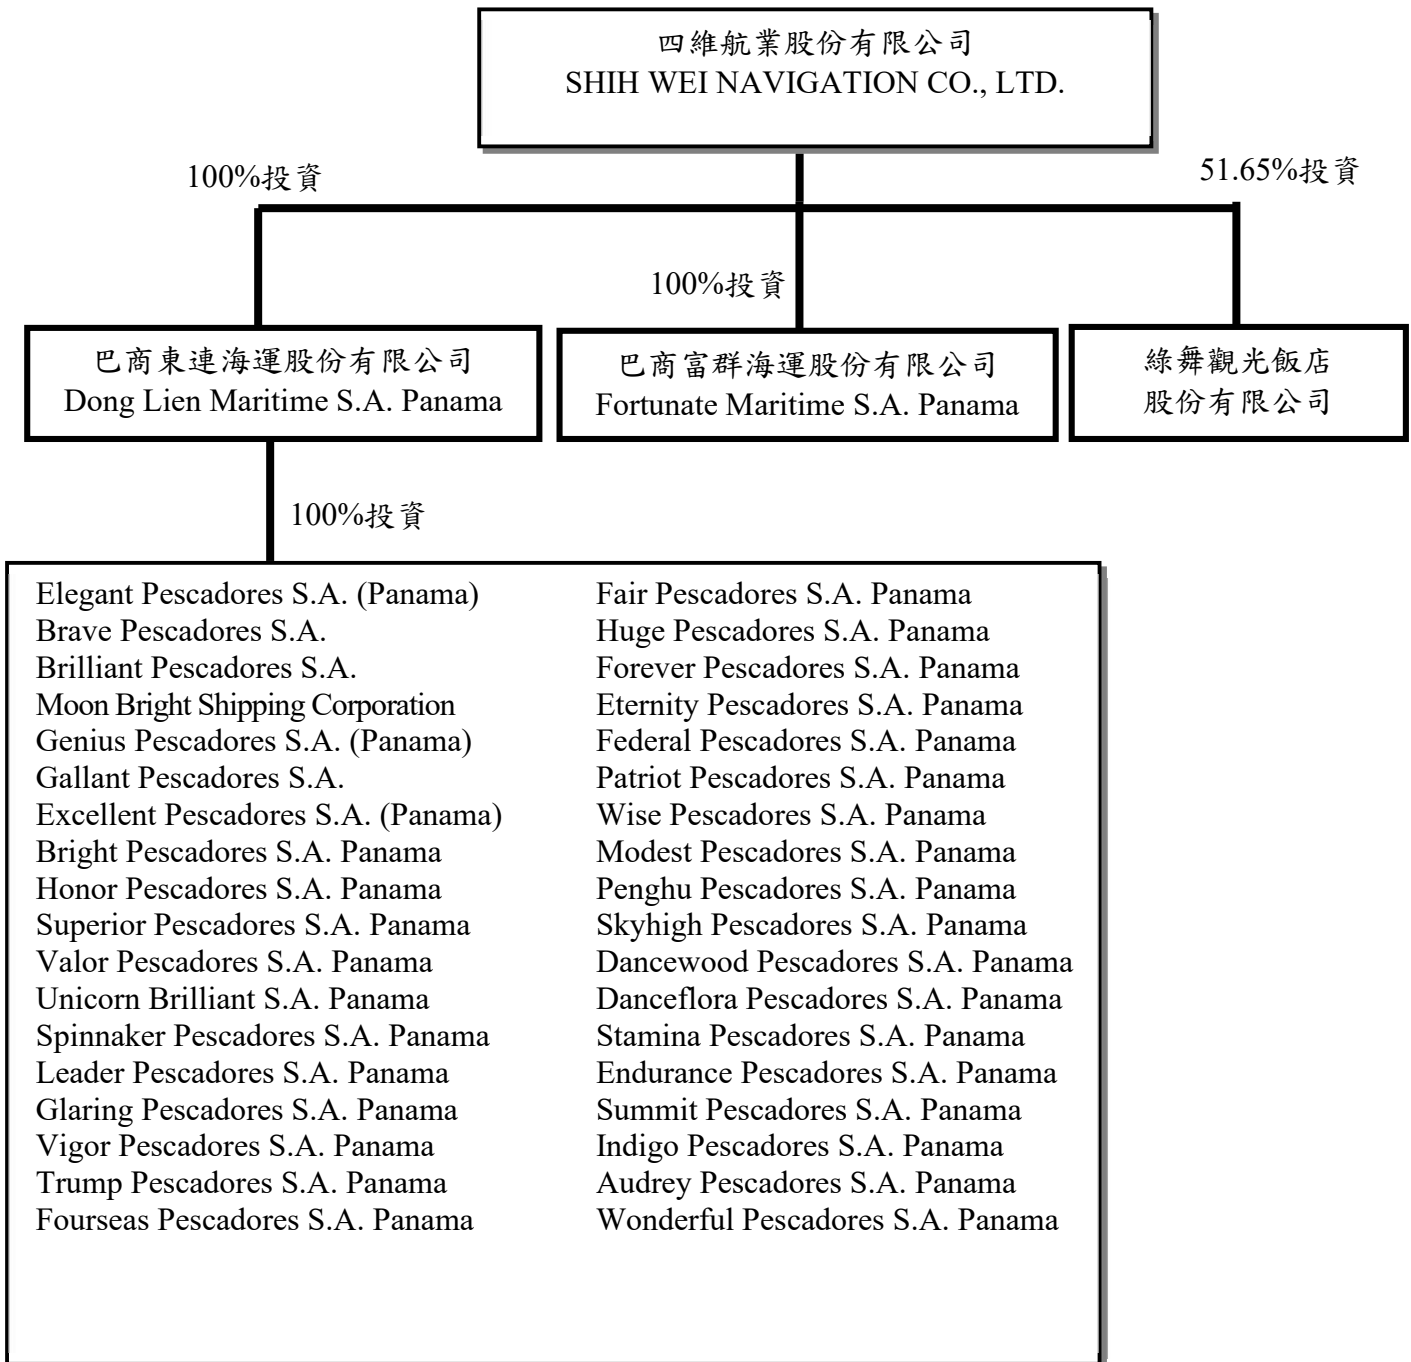 四維航業股份有限公司
SHIH WEI NAVIGATION CO., LTD.
100%投資
51.65%投資
100%投資
巴商東連海運股份有限公司
Dong Lien Maritime S.A. Panama
巴商富群海運股份有限公司
Fortunate Maritime S.A. Panama
綠舞觀光飯店
股份有限公司
100%投資
Elegant Pescadores S.A. (Panama)
Brave Pescadores S.A.
Brilliant Pescadores S.A.
Moon Bright Shipping Corporation
Genius Pescadores S.A. (Panama)
Gallant Pescadores S.A.
Excellent Pescadores S.A. (Panama)
Bright Pescadores S.A. Panama
Honor Pescadores S.A. Panama
Superior Pescadores S.A. Panama
Valor Pescadores S.A. Panama
Unicorn Brilliant S.A. Panama
Spinnaker Pescadores S.A. Panama
Leader Pescadores S.A. Panama
Glaring Pescadores S.A. Panama
Vigor Pescadores S.A. Panama
Trump Pescadores S.A. Panama
Fourseas Pescadores S.A. Panama
Fair Pescadores S.A. Panama
Huge Pescadores S.A. Panama
Forever Pescadores S.A. Panama
Eternity Pescadores S.A. Panama
Federal Pescadores S.A. Panama
Patriot Pescadores S.A. Panama
Wise Pescadores S.A. Panama
Modest Pescadores S.A. Panama
Penghu Pescadores S.A. Panama
Skyhigh Pescadores S.A. Panama
Dancewood Pescadores S.A. Panama
Danceflora Pescadores S.A. Panama
Stamina Pescadores S.A. Panama
Endurance Pescadores S.A. Panama
Summit Pescadores S.A. Panama
Indigo Pescadores S.A. Panama
Audrey Pescadores S.A. Panama
Wonderful Pescadores S.A. Panama